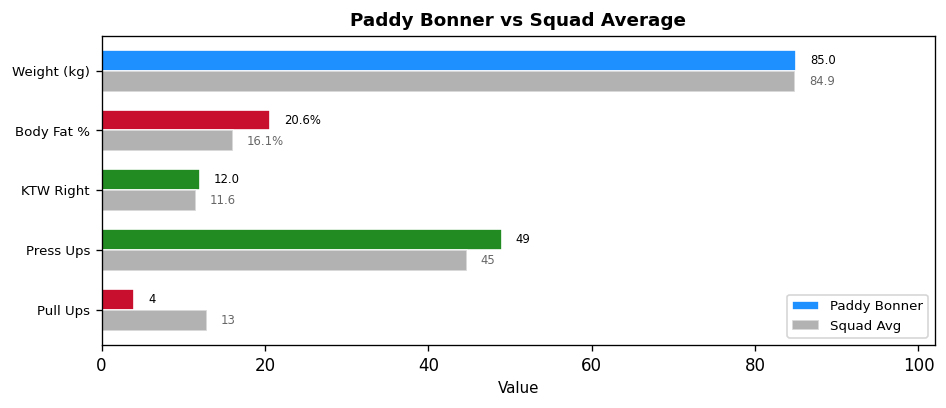 Paddy Bonner vs Squad Average
Weight (kg)
85.0
84.9
Body Fat %
20.6%
16.1%
KTW Right
12.0
11.6
Press Ups
49
45
Pull Ups
4
13
Paddy Bonner
Squad Avg
0 20 40 60 80 100
Value